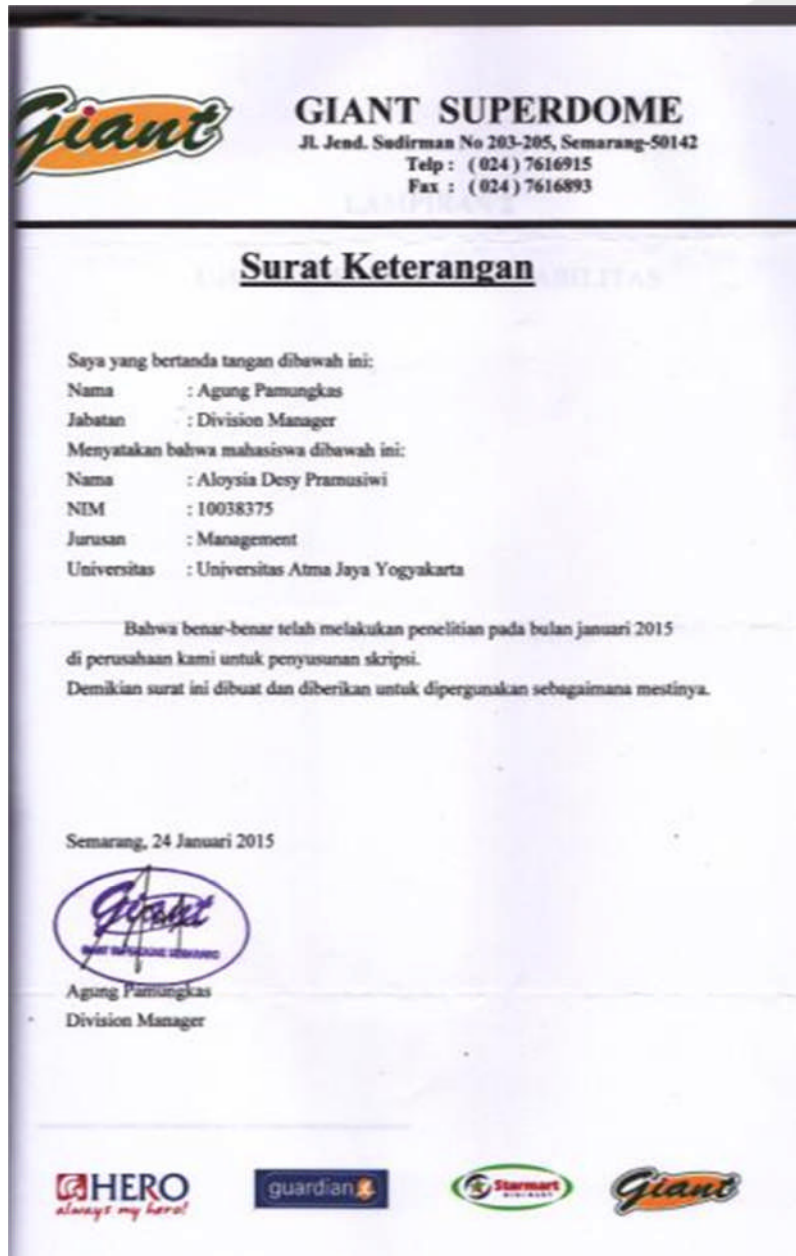 Giant
GIANT SUPERDOME
Jl. Jend. Sudirman No 203-205, Semarang-50142
Telp : ( 024 ) 7616915
Fax : ( 024 ) 7616893
Surat Keterangan
Saya yang bertanda tangan dibawah ini:
Nama : Agung Pamungkas
Jabatan : Division Manager
Menyatakan bahwa mahasiswa dibawah ini:
Nama : Aloysia Desy Pramusiwi
NIM : 10038375
Jurusan : Management
Universitas : Universitas Atma Jaya Yogyakarta
Bahwa benar-benar telah melakukan penelitian pada bulan januari 2015
di perusahaan kami untuk penyusunan skripsi.
Demikian surat ini dibuat dan diberikan untuk dipergunakan sebagaimana mestinya.
Semarang, 24 Januari 2015
Giant
Agung Pamungkas
Division Manager
HERO
always my hero!
guardian
Starmart
MINIMART
Giant